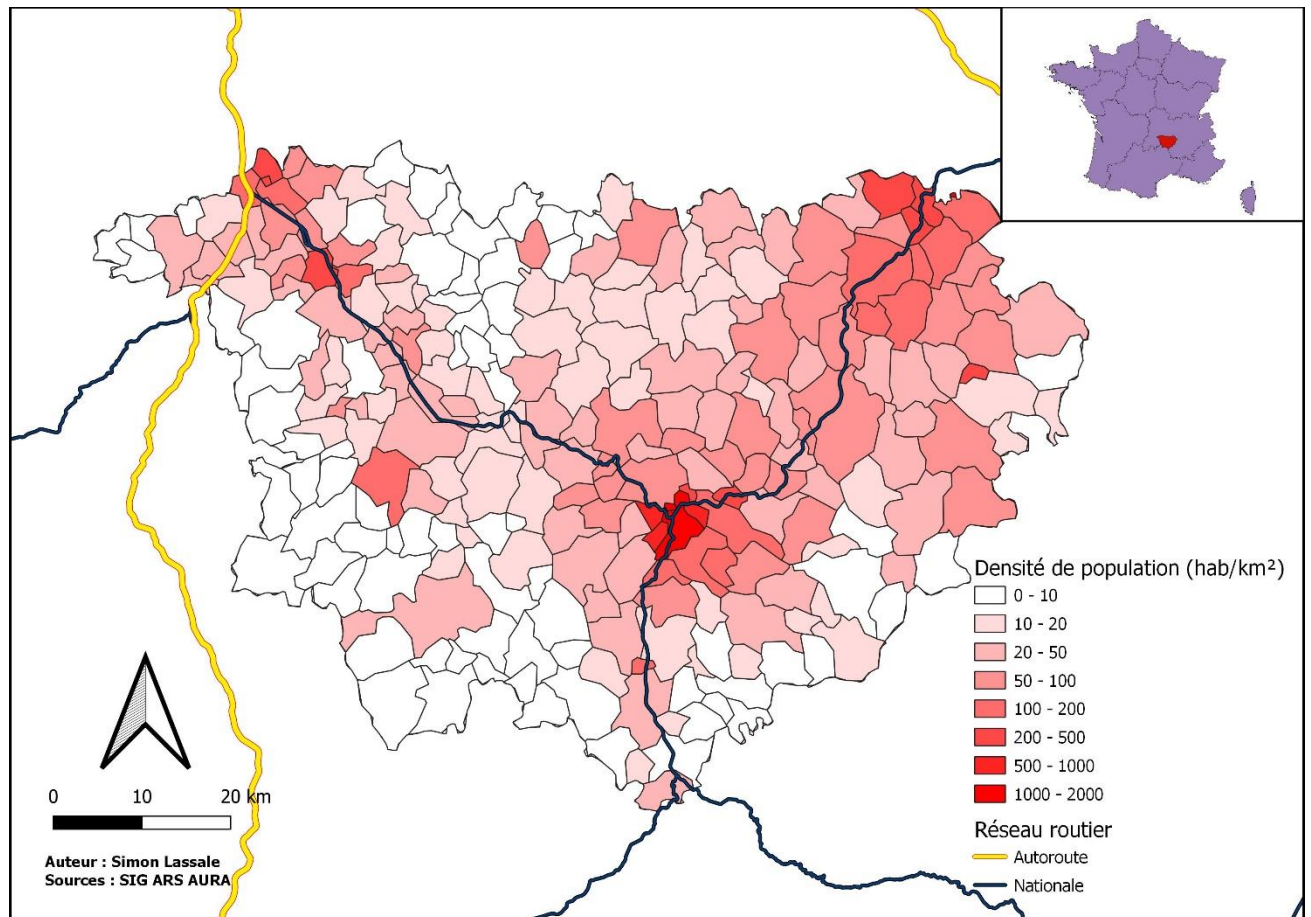 Densité de population (hab/km²)
0 - 10
10 - 20
20 - 50
50 - 100
100 - 200
200 - 500
500 - 1000
1000 - 2000
Réseau routier
Autoroute
Nationale
0 10 20 km
Auteur : Simon Lassale
Sources : SIG ARS AURA